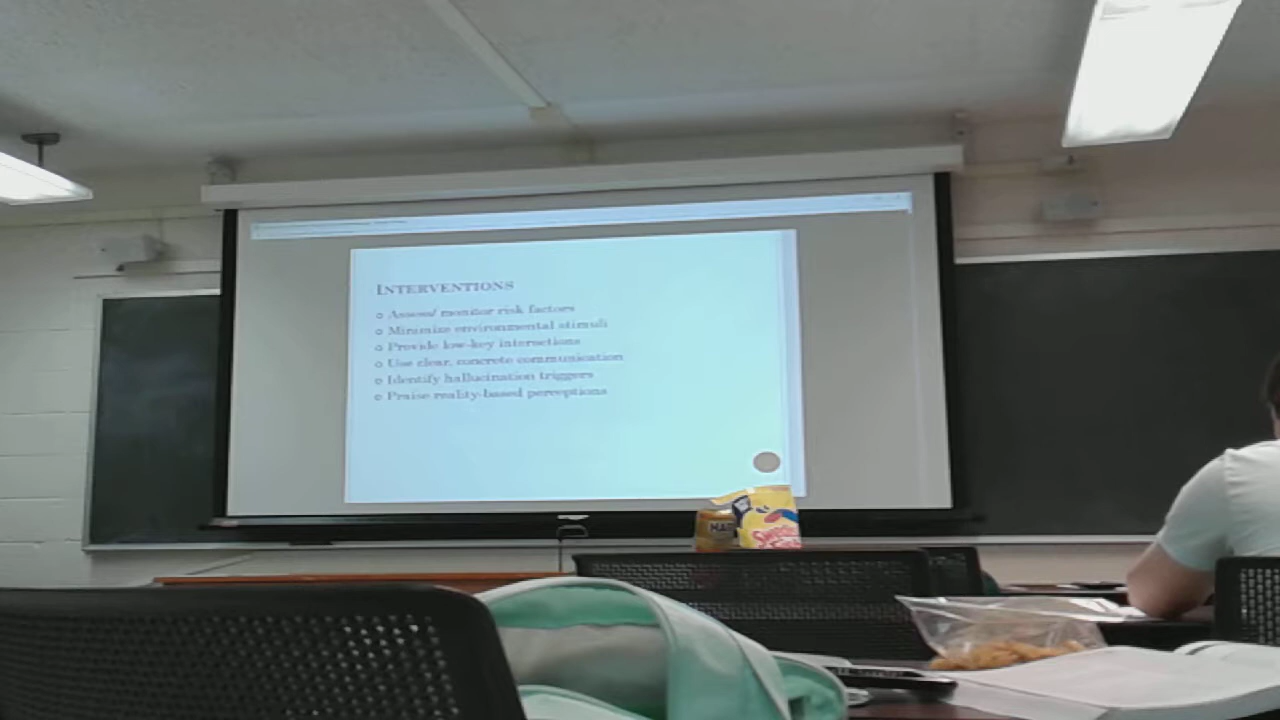 INTERVENTIONS
Assess/ monitor risk factors
Minimize environmental stimuli
Provide low-key interactions
Use clear, concrete communication
Identify hallucination triggers
Praise reality-based perceptions